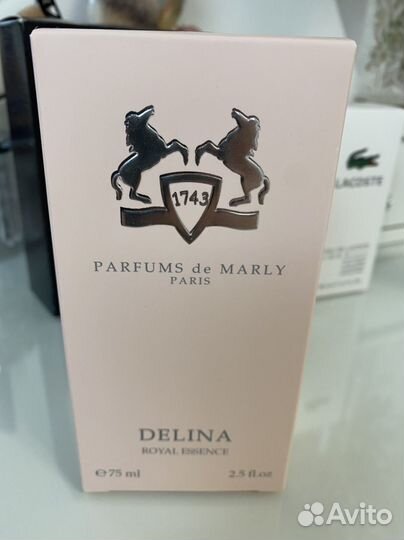 1743
PARFUMS de MARLY
PARIS
DELINA
ROYAL ESSENCE
℮75 ml 2.5 fl.oz
LACOSTE
Avito